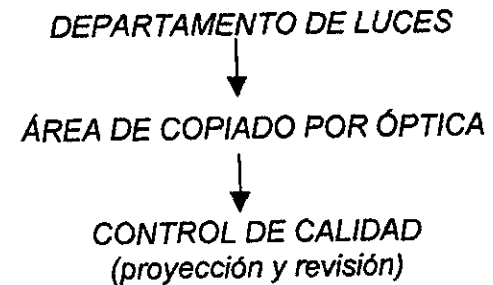 DEPARTAMENTO DE LUCES
ÁREA DE COPIADO POR ÓPTICA
CONTROL DE CALIDAD
(proyección y revisión)